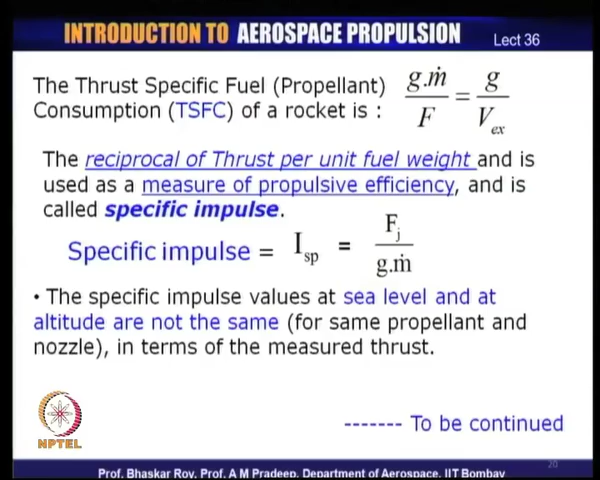 INTRODUCTION TO AEROSPACE PROPULSION
Lect 36
The Thrust Specific Fuel (Propellant)
Consumption (TSFC) of a rocket is :
g.ṁ / F = g / V_ex
The reciprocal of Thrust per unit fuel weight and is
used as a measure of propulsive efficiency, and is
called specific impulse.
Specific impulse = I_sp = F_j / g.ṁ
• The specific impulse values at sea level and at
altitude are not the same (for same propellant and
nozzle), in terms of the measured thrust.
------- To be continued
NPTEL
20
Prof. Bhaskar Roy, Prof. A M Pradeep, Department of Aerospace, IIT Bombay